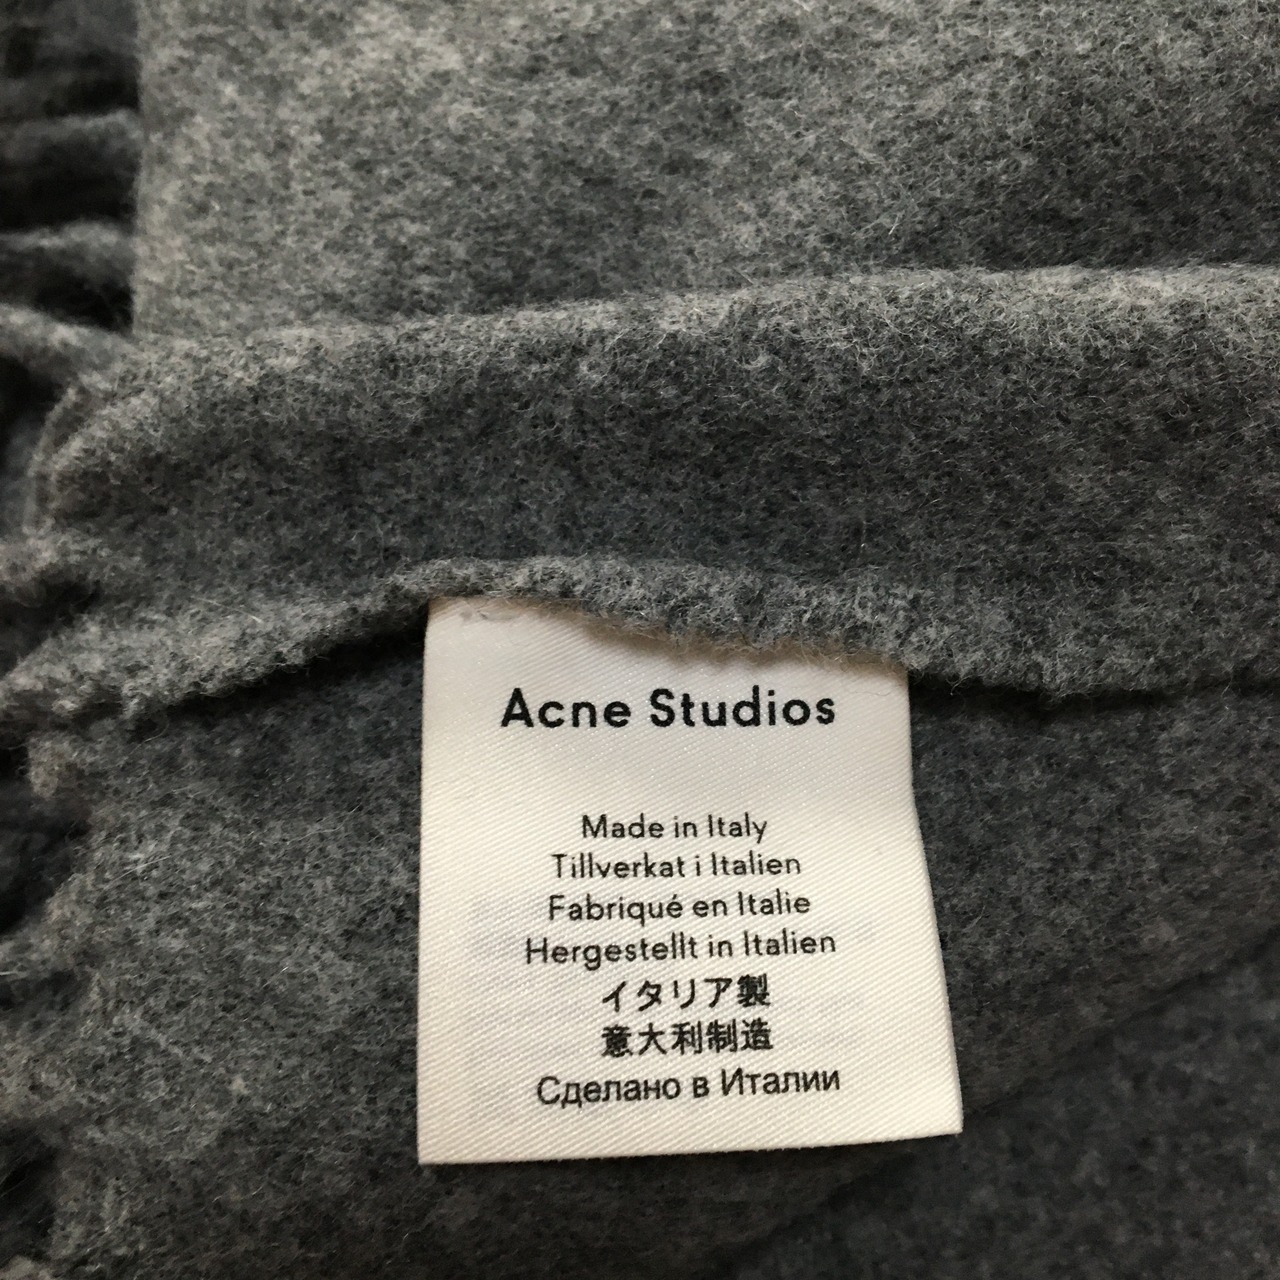 Acne Studios
Made in Italy
Tillverkat i Italien
Fabriqué en Italie
Hergestellt in Italien
イタリア製
意大利制造
Сделано в Италии